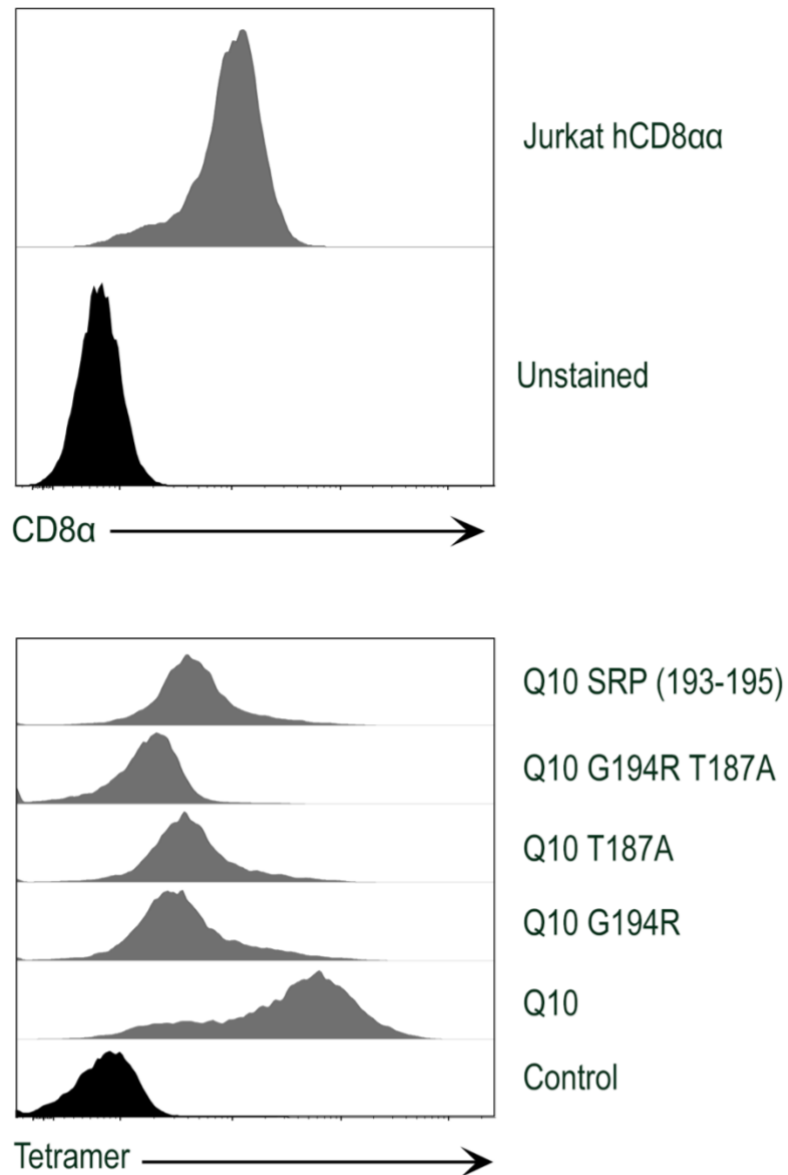 Jurkat hCD8αα
Unstained
CD8α
Q10 SRP (193-195)
Q10 G194R T187A
Q10 T187A
Q10 G194R
Q10
Control
Tetramer